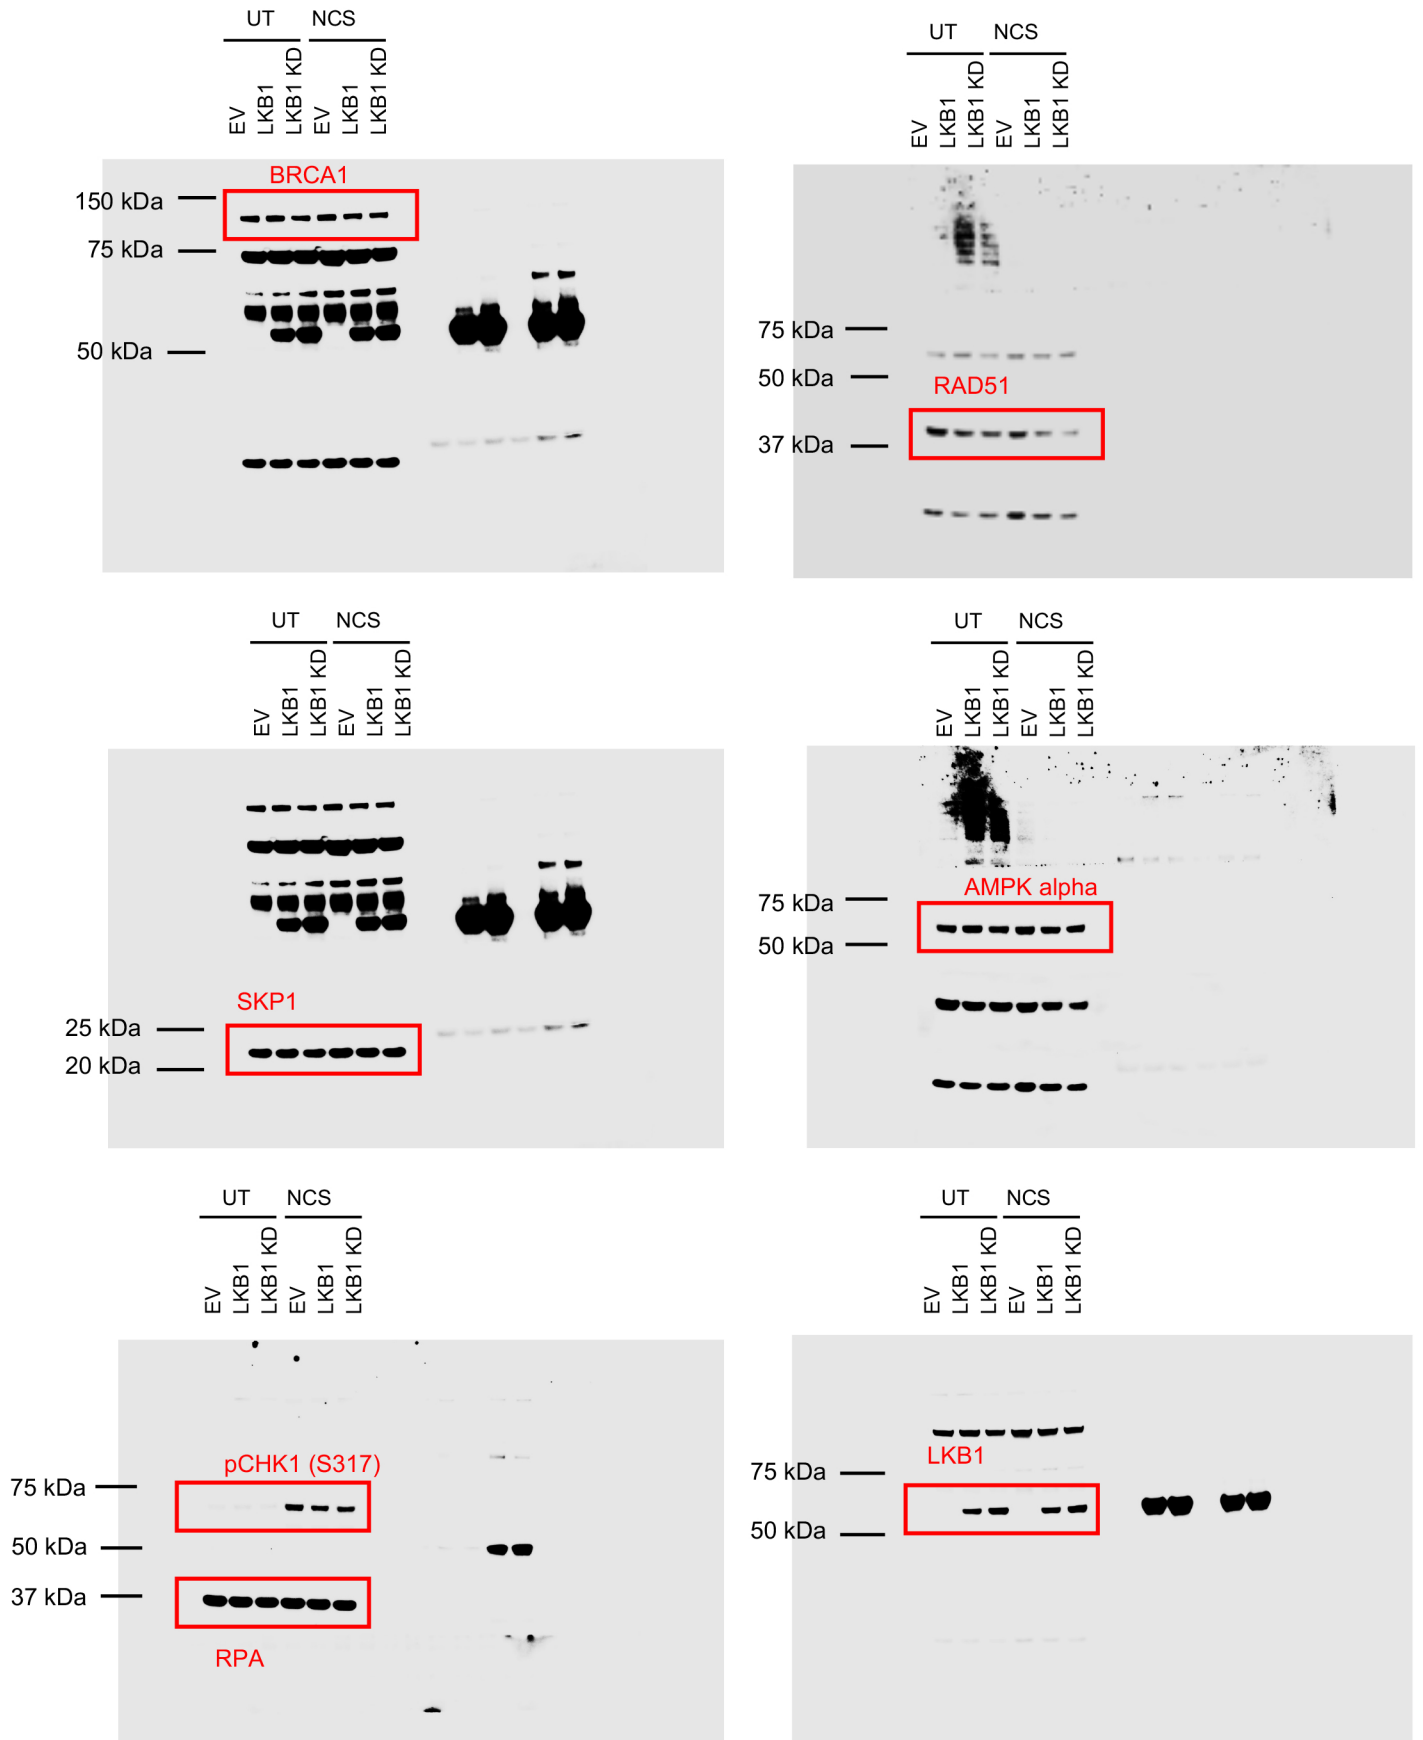 UT NCS
EV LKB1 LKB1 KD EV LKB1 LKB1 KD
BRCA1
150 kDa
75 kDa
50 kDa
UT NCS
EV LKB1 LKB1 KD EV LKB1 LKB1 KD
75 kDa
50 kDa
RAD51
37 kDa
UT NCS
EV LKB1 LKB1 KD EV LKB1 LKB1 KD
SKP1
25 kDa
20 kDa
UT NCS
EV LKB1 LKB1 KD EV LKB1 LKB1 KD
AMPK alpha
75 kDa
50 kDa
UT NCS
EV LKB1 LKB1 KD EV LKB1 LKB1 KD
pCHK1 (S317)
75 kDa
50 kDa
37 kDa
RPA
UT NCS
EV LKB1 LKB1 KD EV LKB1 LKB1 KD
LKB1
75 kDa
50 kDa